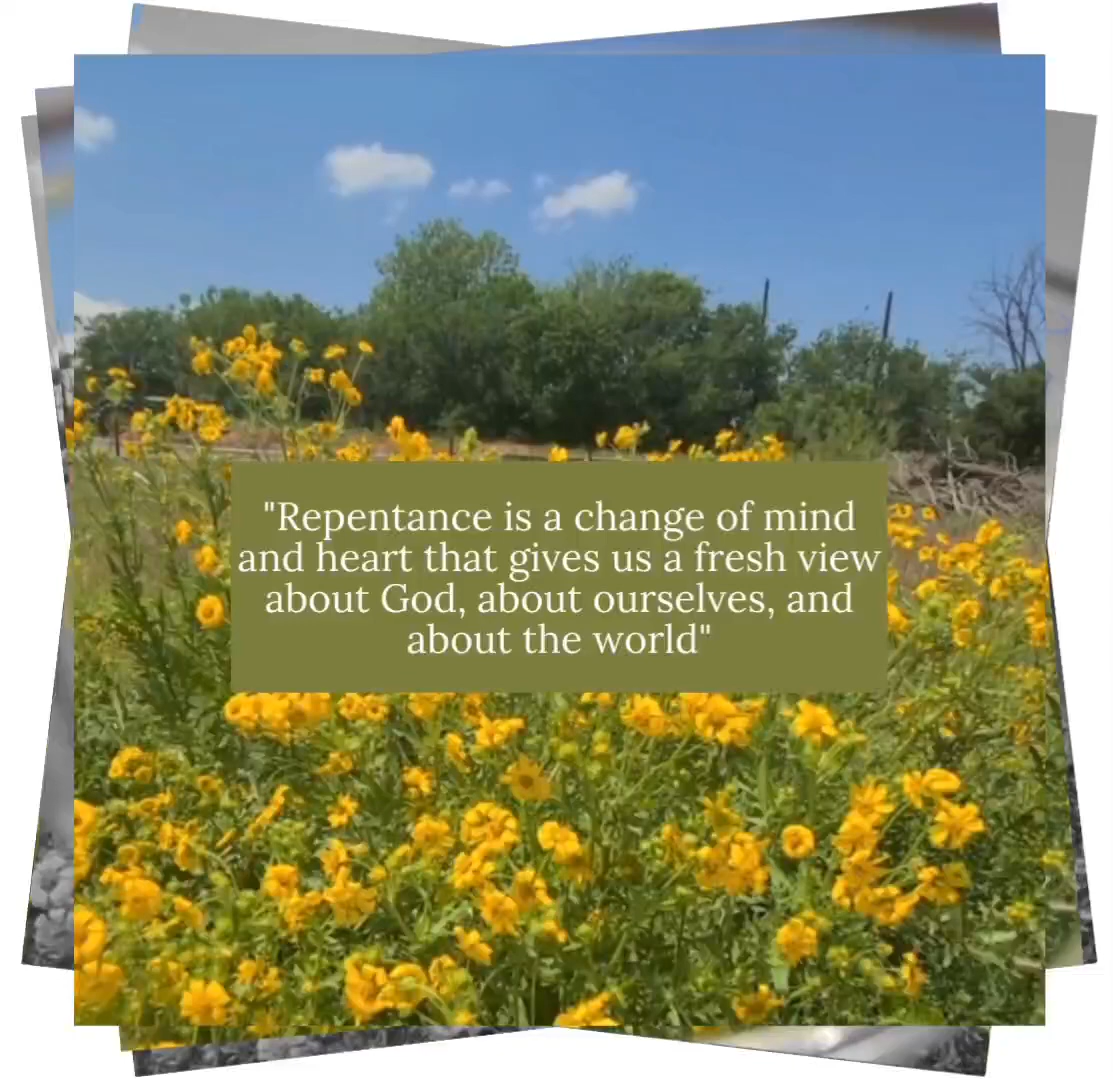 "Repentance is a change of mind
and heart that gives us a fresh view
about God, about ourselves, and
about the world"